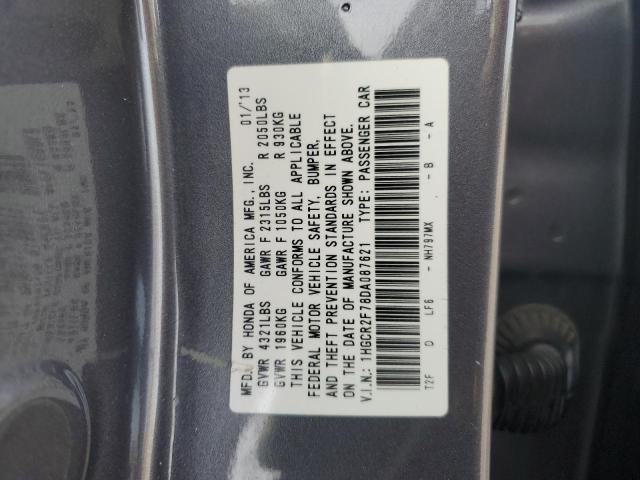 MFD. BY HONDA OF AMERICA MFG., INC. 01/'13
GVWR 4321LBS GAWR F 2315LBS R 2050LBS
GVWR 1960KG GAWR F 1050KG R 930KG
THIS VEHICLE CONFORMS TO ALL APPLICABLE
FEDERAL MOTOR VEHICLE SAFETY, BUMPER,
AND THEFT PREVENTION STANDARDS IN EFFECT
ON THE DATE OF MANUFACTURE SHOWN ABOVE.
V.I.N.: 1HGCR2F78DA087621 TYPE: PASSENGER CAR
T2F D LF6 - NH797MX - B - A